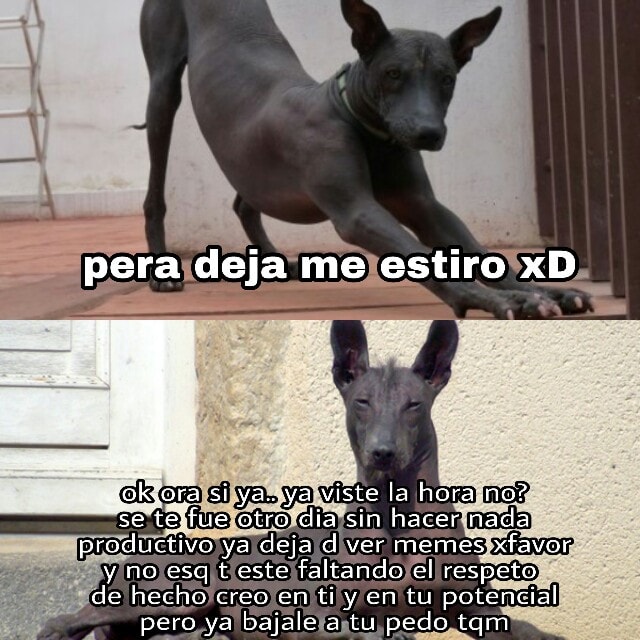 pera deja me estiro xD
ok ora si ya.. ya viste la hora no?
se te fue otro dia sin hacer nada
productivo ya deja d ver memes xfavor
y no esq t este faltando el respeto
de hecho creo en ti y en tu potencial
pero ya bajale a tu pedo tqm